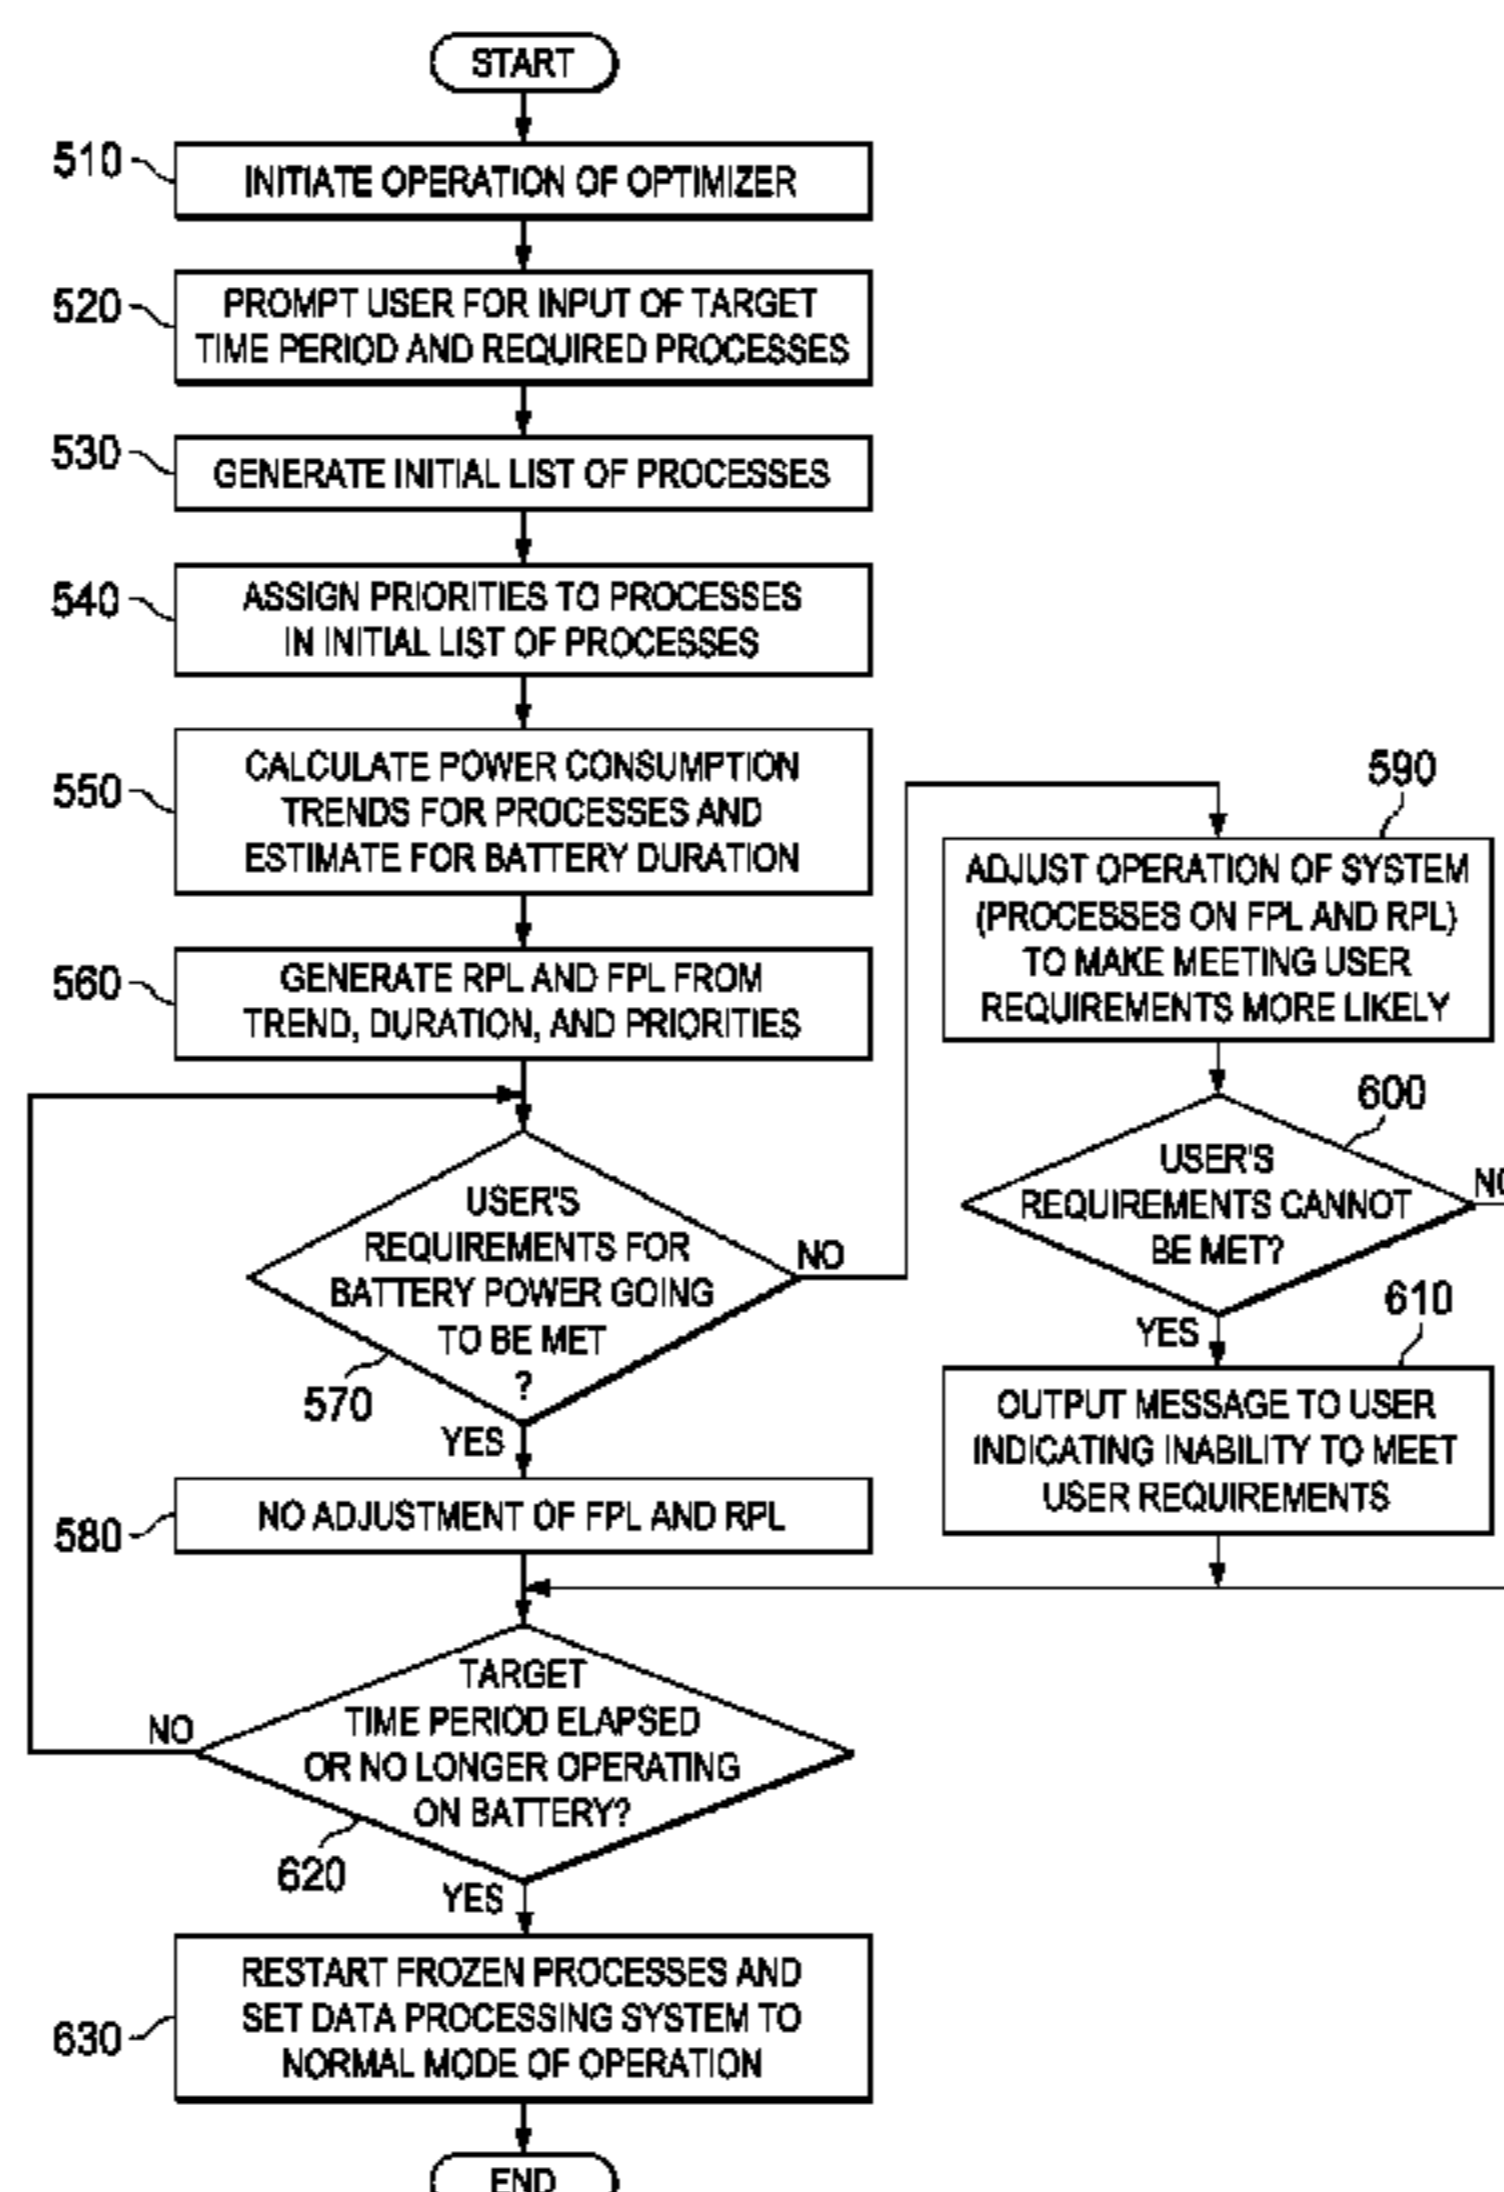 START
510
INITIATE OPERATION OF OPTIMIZER
520
PROMPT USER FOR INPUT OF TARGET
TIME PERIOD AND REQUIRED PROCESSES
530
GENERATE INITIAL LIST OF PROCESSES
540
ASSIGN PRIORITIES TO PROCESSES
IN INITIAL LIST OF PROCESSES
550
CALCULATE POWER CONSUMPTION
TRENDS FOR PROCESSES AND
ESTIMATE FOR BATTERY DURATION
560
GENERATE RPL AND FPL FROM
TREND, DURATION, AND PRIORITIES
USER'S
REQUIREMENTS FOR
BATTERY POWER GOING
TO BE MET
?
570
NO
YES
580
NO ADJUSTMENT OF FPL AND RPL
590
ADJUST OPERATION OF SYSTEM
(PROCESSES ON FPL AND RPL)
TO MAKE MEETING USER
REQUIREMENTS MORE LIKELY
600
USER'S
REQUIREMENTS CANNOT
BE MET?
NO
YES
610
OUTPUT MESSAGE TO USER
INDICATING INABILITY TO MEET
USER REQUIREMENTS
TARGET
TIME PERIOD ELAPSED
OR NO LONGER OPERATING
ON BATTERY?
NO
620
YES
630
RESTART FROZEN PROCESSES AND
SET DATA PROCESSING SYSTEM TO
NORMAL MODE OF OPERATION
END